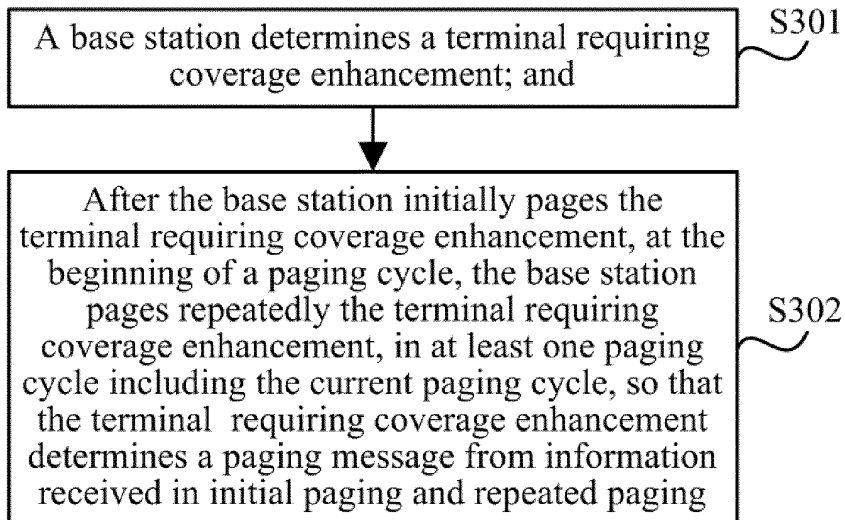 A base station determines a terminal requiring
coverage enhancement; and
S301
After the base station initially pages the
terminal requiring coverage enhancement, at the
beginning of a paging cycle, the base station
pages repeatedly the terminal requiring
coverage enhancement, in at least one paging
cycle including the current paging cycle, so that
the terminal requiring coverage enhancement
determines a paging message from information
received in initial paging and repeated paging
S302